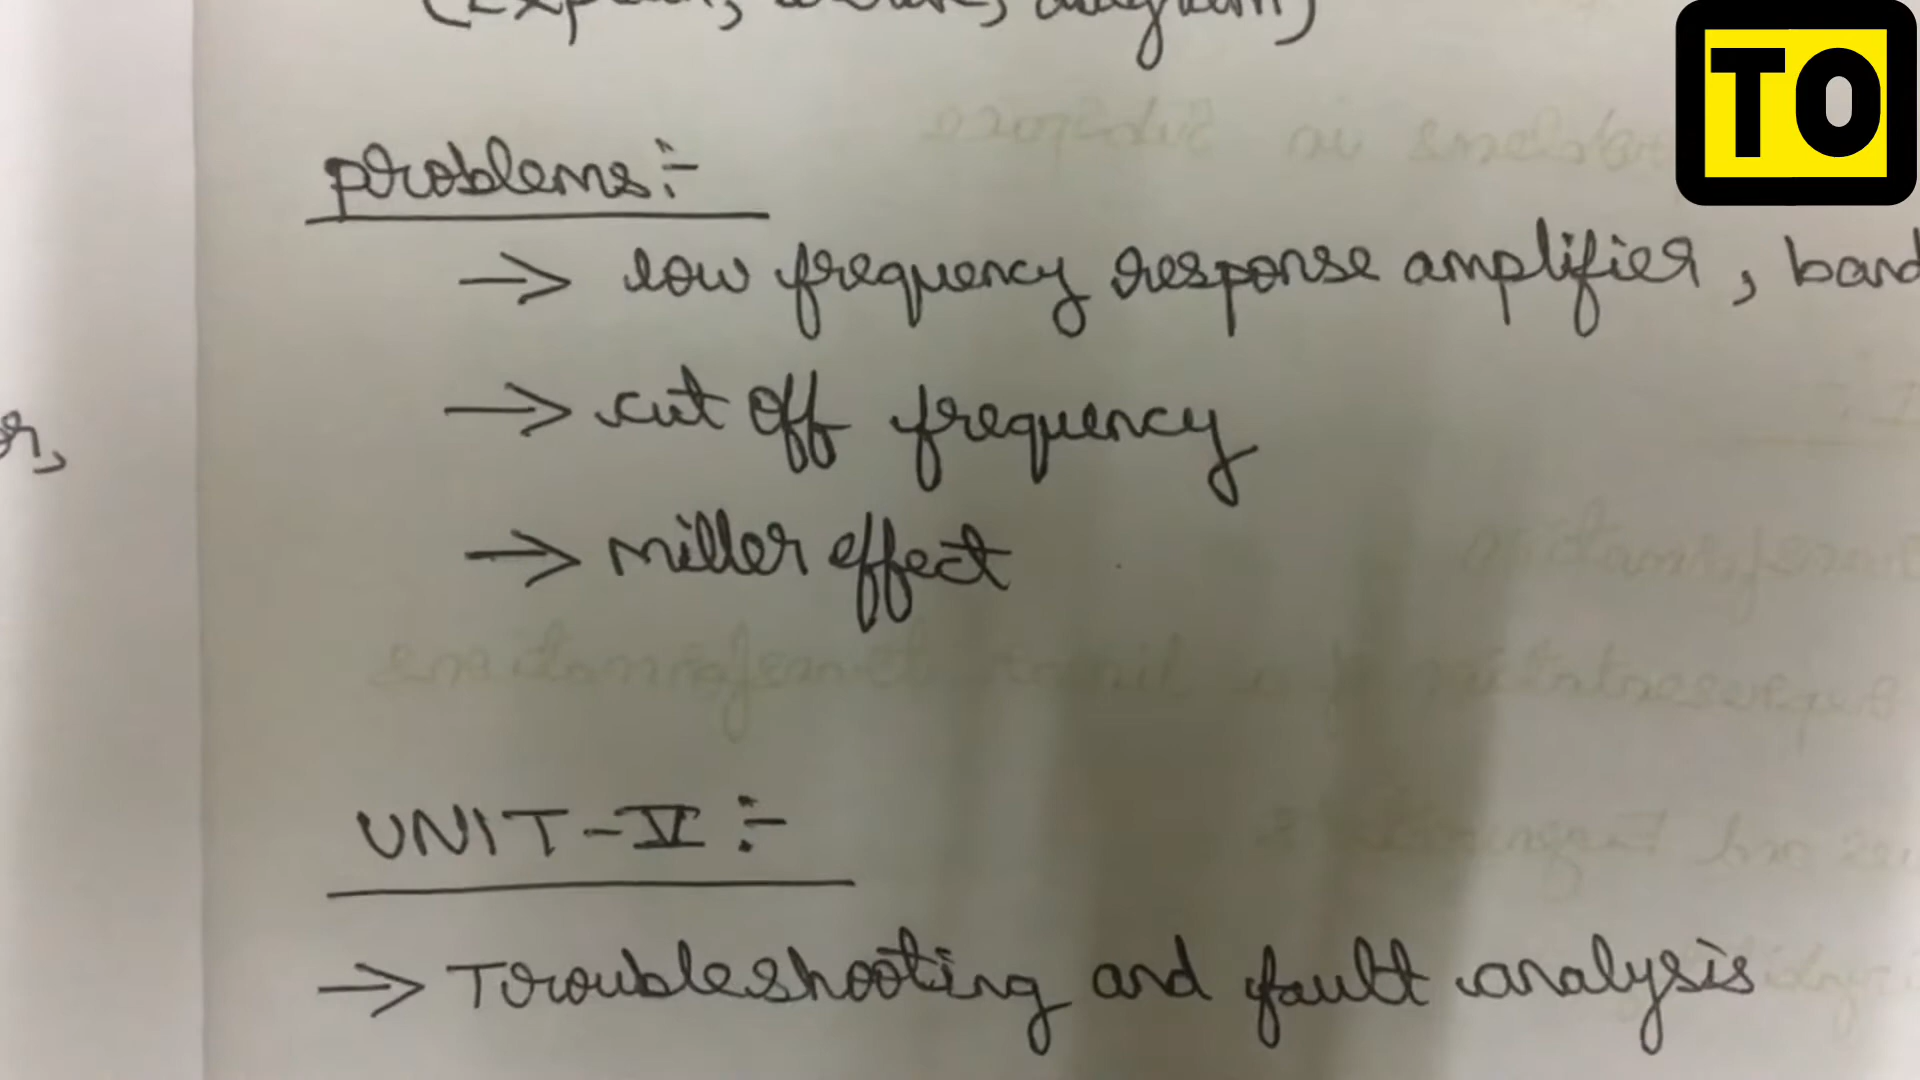 TO
problems:-
→ low frequency response amplifier, band
→ cut off frequency
→ miller effect
UNIT-V :-
→ Troubleshooting and fault analysis